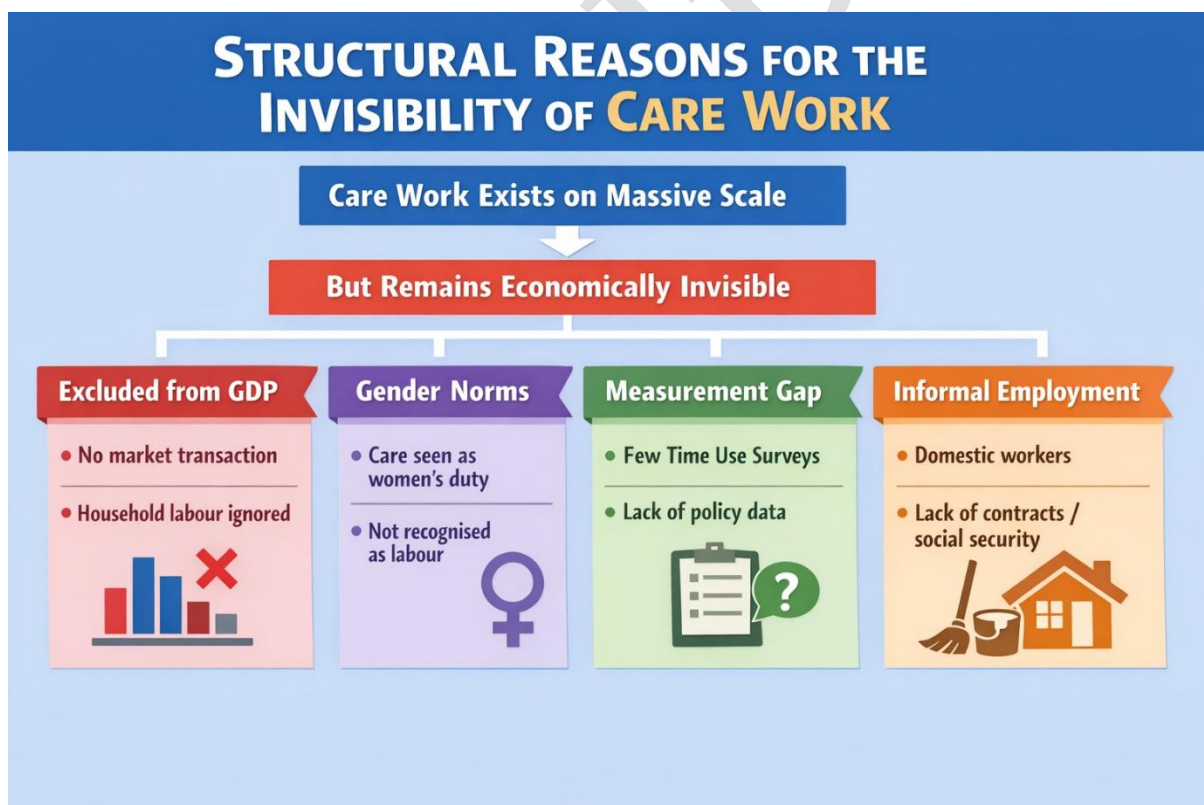 STRUCTURAL REASONS FOR THE
INVISIBILITY OF CARE WORK
Care Work Exists on Massive Scale
But Remains Economically Invisible
Excluded from GDP
• No market transaction
• Household labour ignored
Gender Norms
• Care seen as
women's duty
• Not recognised
as labour
Measurement Gap
• Few Time Use Surveys
• Lack of policy data
?
Informal Employment
• Domestic workers
• Lack of contracts /
social security